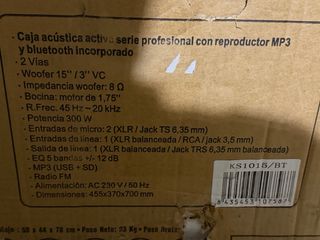 - Caja acústica activa serie profesional con reproductor MP3
y bluetooth incorporado
- 2 Vías
- Woofer 15" / 3" VC
- Impedancia woofer: 8 Ω
- Bocina: motor de 1,75"
- R.Frec. 45 Hz ~ 20 kHz
- Potencia 300 W
- Entradas de micro: 2 (XLR / Jack TS 6,35 mm)
- Entradas de línea: 1 (XLR balanceada / RCA / jack 3,5 mm)
- Salida de línea: 1 (XLR balanceada / Jack TRS 6,35 mm balanceada)
- EQ 5 bandas +/- 12 dB
- MP3 (USB + SD)
- Radio FM
- Alimentación: AC 230 V / 50 Hz
- Dimensiones: 455x370x700 mm
KS1015/BT